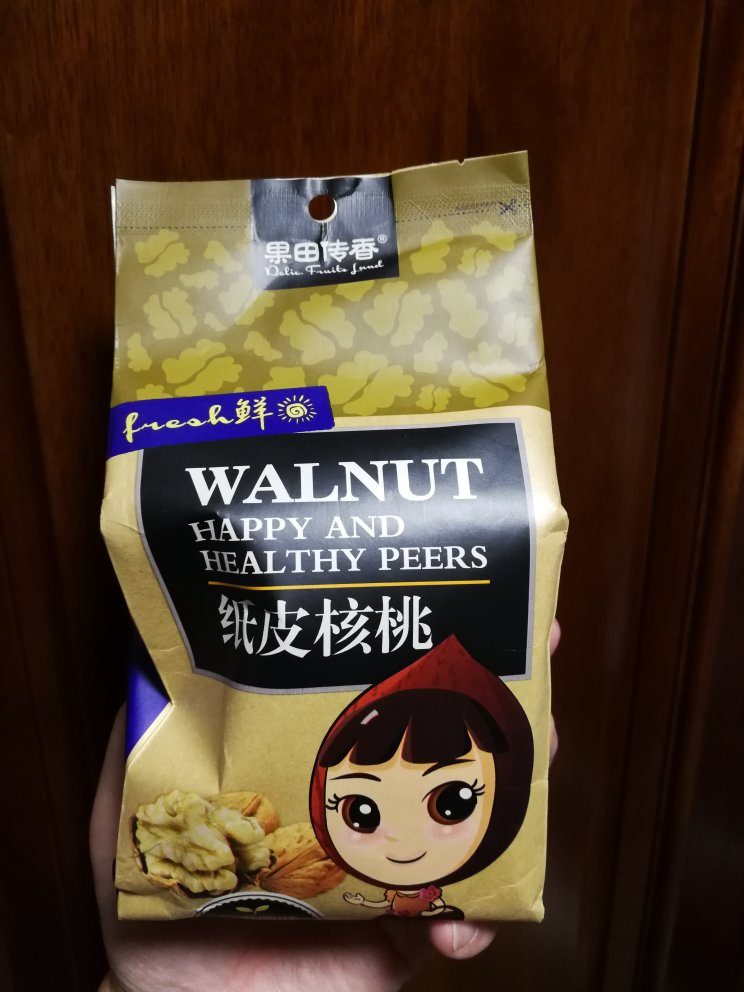 果田传香®
Delic. Fruits Land
fresh鲜
WALNUT
HAPPY AND
HEALTHY PEERS
纸皮核桃